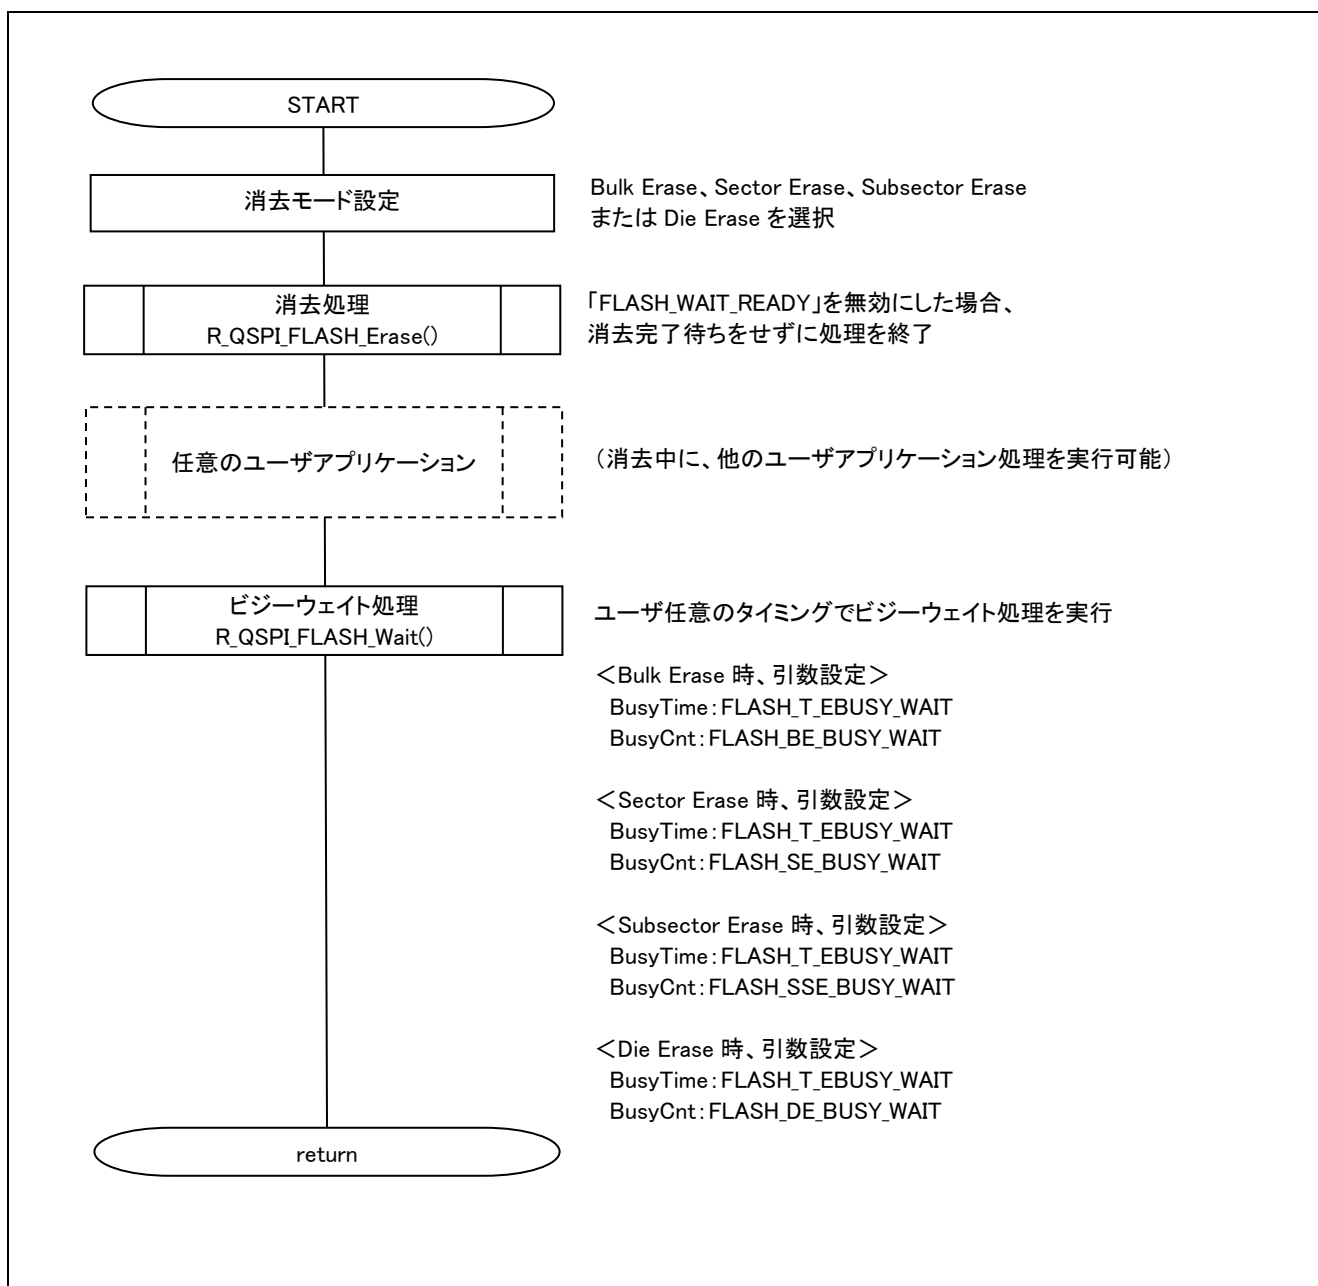 START
消去モード設定
Bulk Erase、Sector Erase、Subsector Erase
または Die Erase を選択
消去処理
R_QSPI_FLASH_Erase()
「FLASH_WAIT_READY」を無効にした場合、
消去完了待ちをせずに処理を終了
任意のユーザアプリケーション
（消去中に、他のユーザアプリケーション処理を実行可能）
ビジーウェイト処理
R_QSPI_FLASH_Wait()
ユーザ任意のタイミングでビジーウェイト処理を実行
＜Bulk Erase 時、引数設定＞
BusyTime：FLASH_T_EBUSY_WAIT
BusyCnt：FLASH_BE_BUSY_WAIT
＜Sector Erase 時、引数設定＞
BusyTime：FLASH_T_EBUSY_WAIT
BusyCnt：FLASH_SE_BUSY_WAIT
＜Subsector Erase 時、引数設定＞
BusyTime：FLASH_T_EBUSY_WAIT
BusyCnt：FLASH_SSE_BUSY_WAIT
＜Die Erase 時、引数設定＞
BusyTime：FLASH_T_EBUSY_WAIT
BusyCnt：FLASH_DE_BUSY_WAIT
return